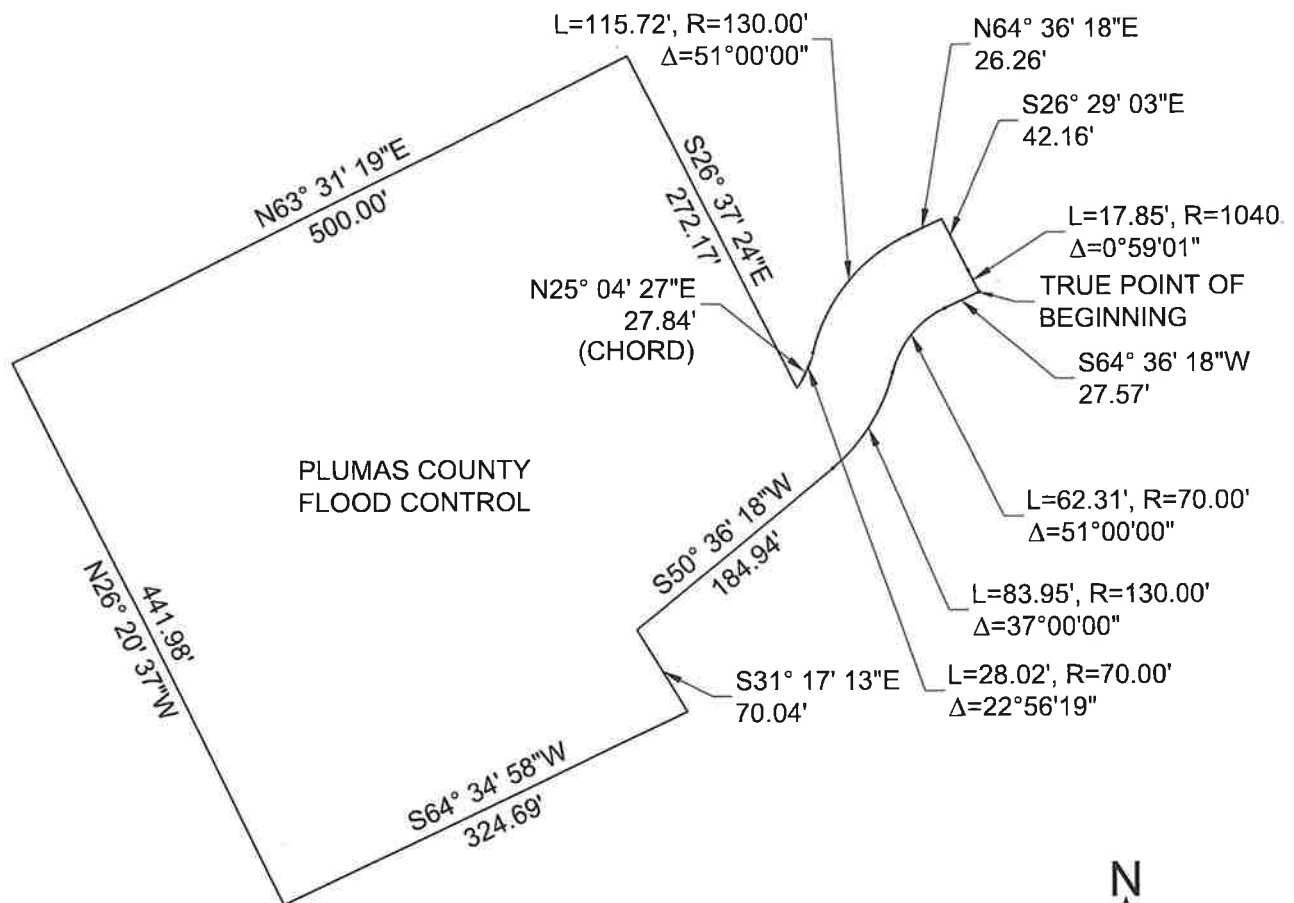 L=115.72', R=130.00'
Δ=51°00'00"
N64° 36' 18"E
26.26'
S26° 29' 03"E
42.16'
N63° 31' 19"E
500.00'
S26° 37' 24"E
272.17'
L=17.85', R=1040.
Δ=0°59'01"
TRUE POINT OF
BEGINNING
N25° 04' 27"E
27.84'
(CHORD)
S64° 36' 18"W
27.57'
PLUMAS COUNTY
FLOOD CONTROL
L=62.31', R=70.00'
Δ=51°00'00"
S50° 36' 18"W
184.94'
L=83.95', R=130.00'
Δ=37°00'00"
441.98'
N26° 20' 37"W
S31° 17' 13"E
70.04'
L=28.02', R=70.00'
Δ=22°56'19"
S64° 34' 58"W
324.69'
N